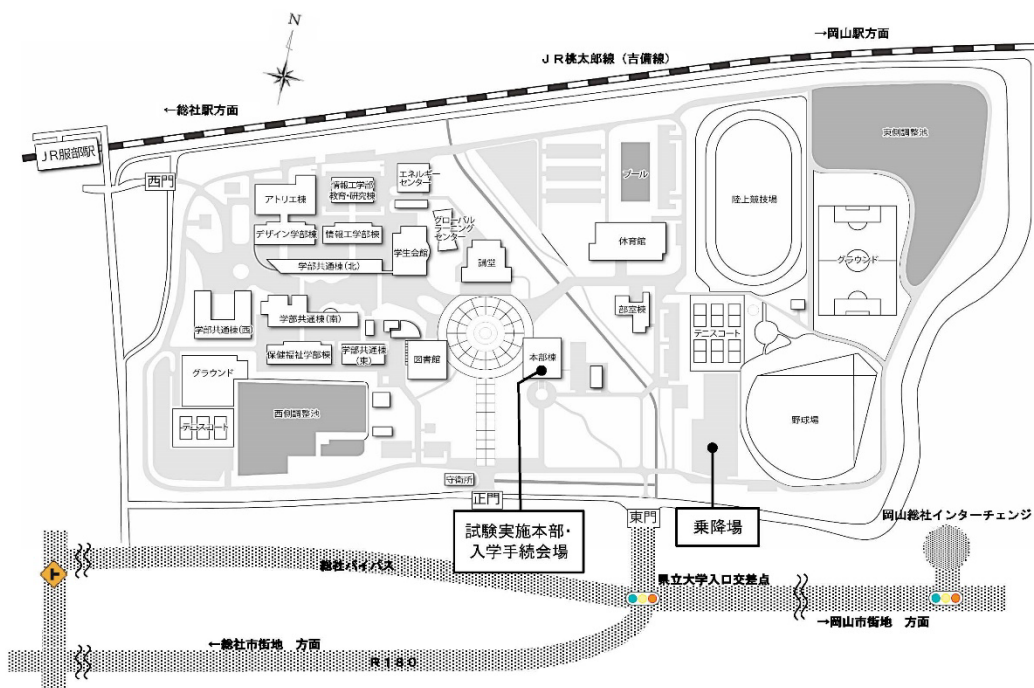 N
→岡山駅方面
JR桃太郎線(吉備線)
←総社駅方面
JR服部駅
西門
東側調整池
エネルギー
センター
情報工学部
教育・研究棟
アトリエ棟
プール
陸上競技場
グローバル
ラーニング
センター
デザイン学部棟
情報工学部棟
学生会館
体育館
講堂
グラウンド
学部共通棟(北)
部室棟
学部共通棟(西)
学部共通棟(南)
テニスコート
保健福祉学部棟
学部共通棟
(東)
図書館
本部棟
グラウンド
西側調整池
テニスコート
野球場
守衛所
正門
東門
試験実施本部・
入学手続会場
乗降場
岡山総社インターチェンジ
総社バイパス
県立大学入口交差点
→岡山市街地 方面
←総社市街地 方面
R180